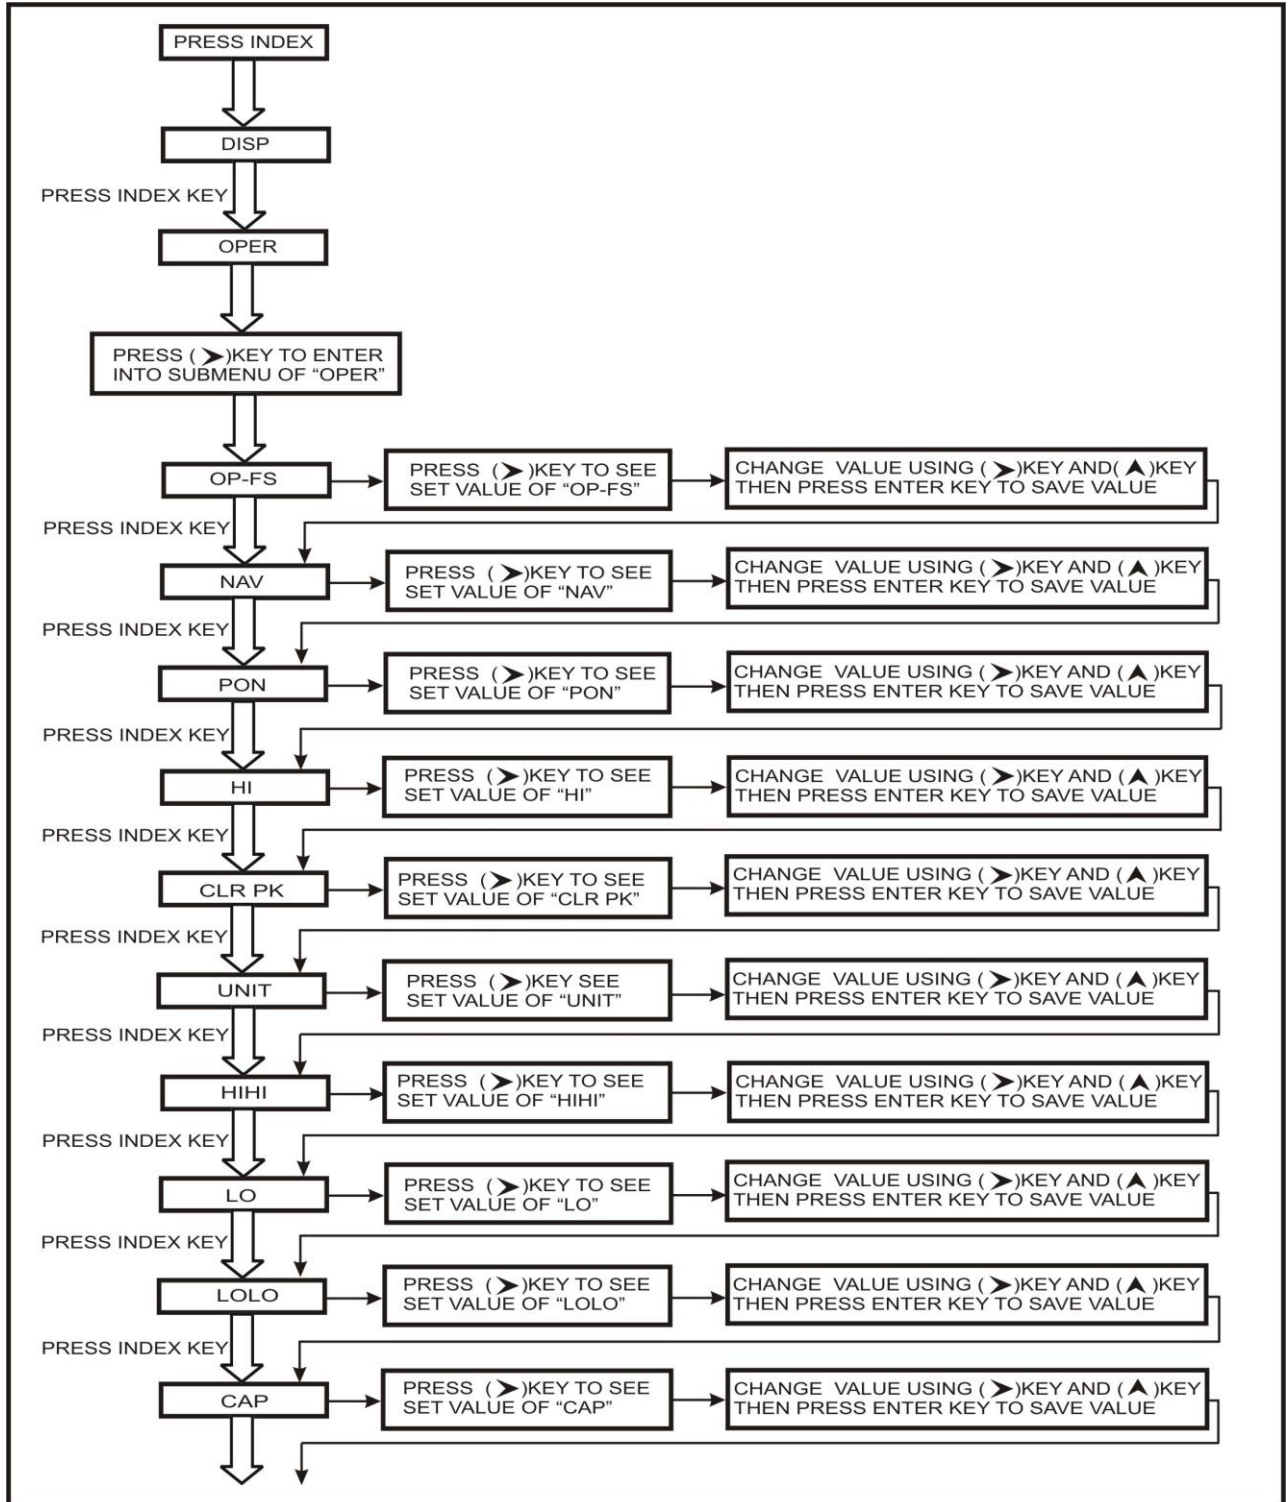 PRESS INDEX
DISP
PRESS INDEX KEY
OPER
PRESS ( ➤ )KEY TO ENTER
INTO SUBMENU OF “OPER”
OP-FS
PRESS ( ➤ )KEY TO SEE
SET VALUE OF “OP-FS”
CHANGE VALUE USING ( ➤ )KEY AND( ⮝ )KEY
THEN PRESS ENTER KEY TO SAVE VALUE
PRESS INDEX KEY
NAV
PRESS ( ➤ )KEY TO SEE
SET VALUE OF “NAV”
CHANGE VALUE USING ( ➤ )KEY AND ( ⮝ )KEY
THEN PRESS ENTER KEY TO SAVE VALUE
PRESS INDEX KEY
PON
PRESS ( ➤ )KEY TO SEE
SET VALUE OF “PON”
CHANGE VALUE USING ( ➤ )KEY AND ( ⮝ )KEY
THEN PRESS ENTER KEY TO SAVE VALUE
PRESS INDEX KEY
HI
PRESS ( ➤ )KEY TO SEE
SET VALUE OF “HI”
CHANGE VALUE USING ( ➤ )KEY AND ( ⮝ )KEY
THEN PRESS ENTER KEY TO SAVE VALUE
PRESS INDEX KEY
CLR PK
PRESS ( ➤ )KEY TO SEE
SET VALUE OF “CLR PK”
CHANGE VALUE USING ( ➤ )KEY AND ( ⮝ )KEY
THEN PRESS ENTER KEY TO SAVE VALUE
PRESS INDEX KEY
UNIT
PRESS ( ➤ )KEY SEE
SET VALUE OF “UNIT”
CHANGE VALUE USING ( ➤ )KEY AND ( ⮝ )KEY
THEN PRESS ENTER KEY TO SAVE VALUE
PRESS INDEX KEY
HIHI
PRESS ( ➤ )KEY TO SEE
SET VALUE OF “HIHI”
CHANGE VALUE USING ( ➤ )KEY AND ( ⮝ )KEY
THEN PRESS ENTER KEY TO SAVE VALUE
PRESS INDEX KEY
LO
PRESS ( ➤ )KEY TO SEE
SET VALUE OF “LO”
CHANGE VALUE USING ( ➤ )KEY AND ( ⮝ )KEY
THEN PRESS ENTER KEY TO SAVE VALUE
PRESS INDEX KEY
LOLO
PRESS ( ➤ )KEY TO SEE
SET VALUE OF “LOLO”
CHANGE VALUE USING ( ➤ )KEY AND ( ⮝ )KEY
THEN PRESS ENTER KEY TO SAVE VALUE
PRESS INDEX KEY
CAP
PRESS ( ➤ )KEY TO SEE
SET VALUE OF “CAP”
CHANGE VALUE USING ( ➤ )KEY AND ( ⮝ )KEY
THEN PRESS ENTER KEY TO SAVE VALUE